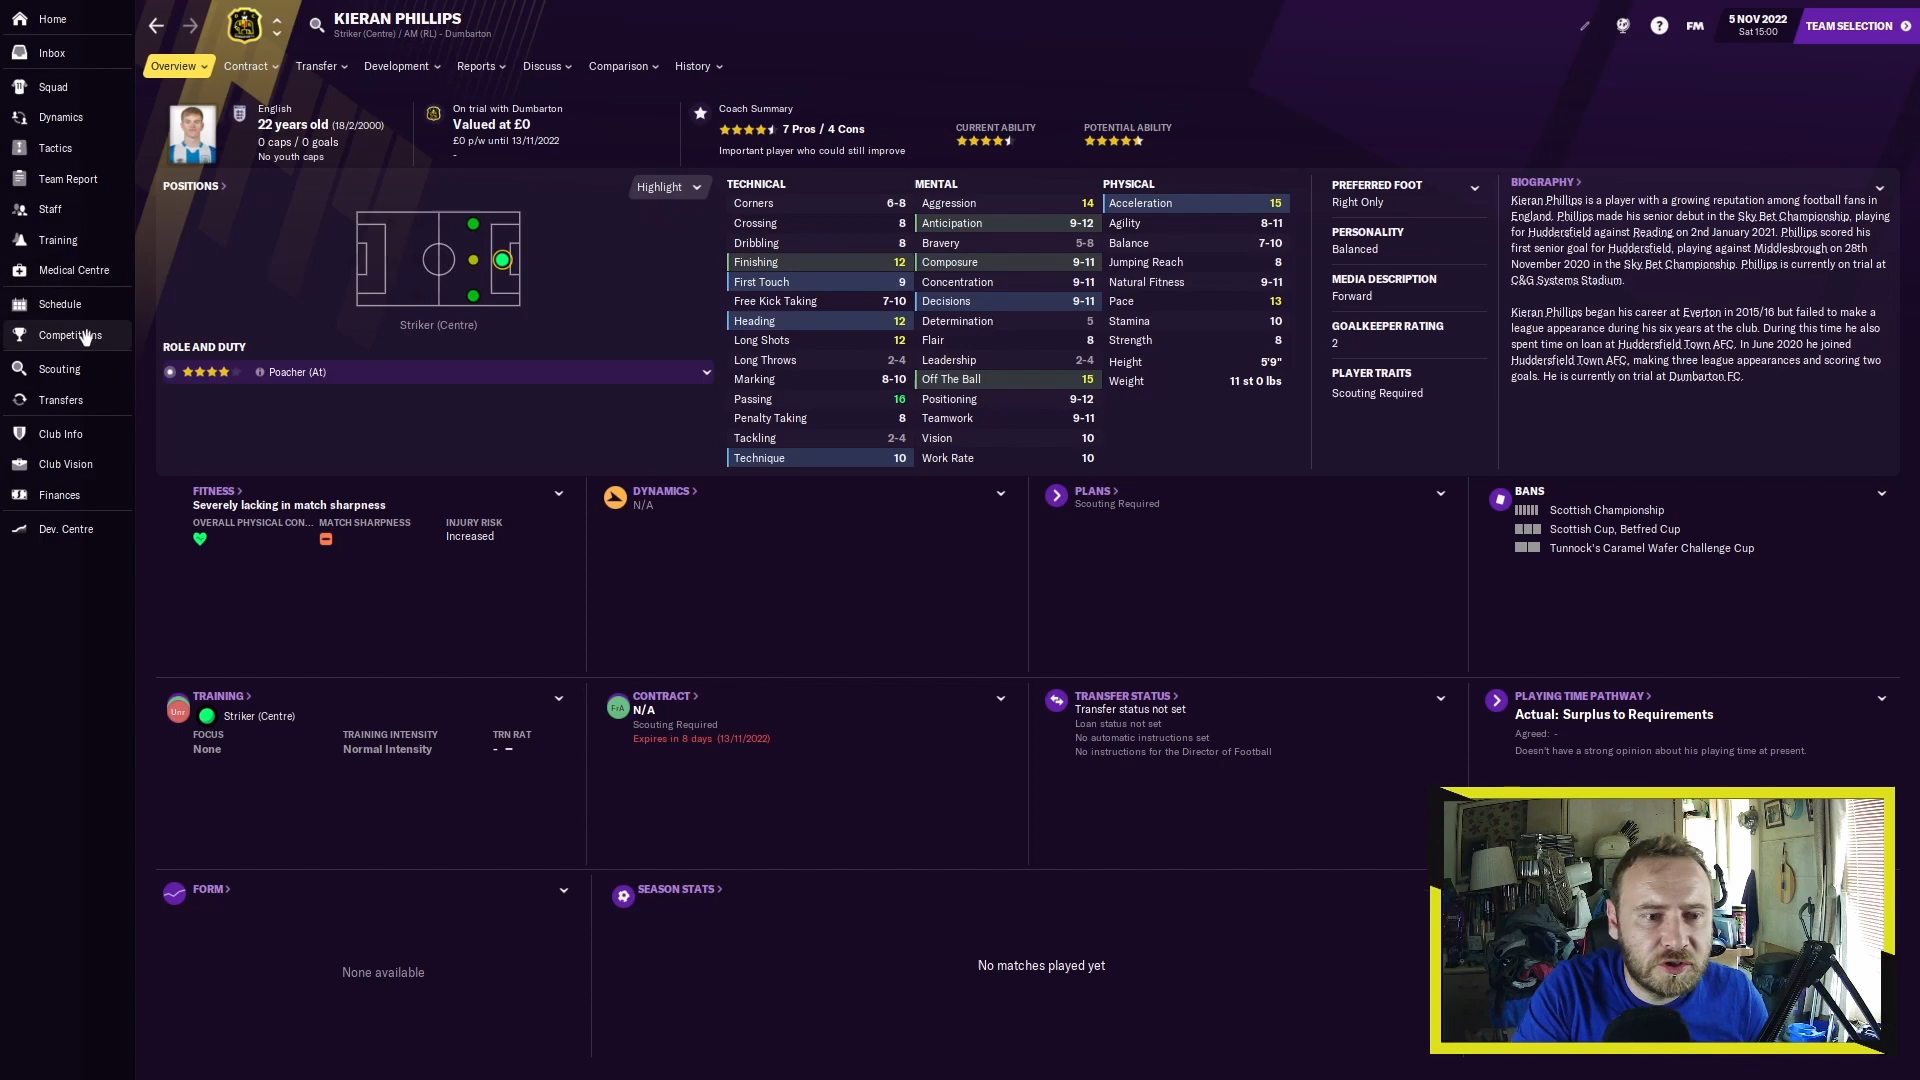 Home
Inbox
Squad
Dynamics
Tactics
Team Report
Staff
Training
Medical Centre
Schedule
Competitions
Scouting
Transfers
Club Info
Club Vision
Finances
Dev. Centre
KIERAN PHILLIPS
Striker (Centre) / AM (RL) - Dumbarton
5 NOV 2022
Sat 15:00
FM
TEAM SELECTION
Overview
Contract
Transfer
Development
Reports
Discuss
Comparison
History
English
22 years old (18/2/2000)
0 caps / 0 goals
No youth caps
On trial with Dumbarton
Valued at £0
£0 p/w until 13/11/2022
-
Coach Summary
7 Pros / 4 Cons
Important player who could still improve
CURRENT ABILITY
POTENTIAL ABILITY
POSITIONS
Highlight
Striker (Centre)
ROLE AND DUTY
Poacher (At)
TECHNICAL
Corners 6-8
Crossing 8
Dribbling 8
Finishing 12
First Touch 9
Free Kick Taking 7-10
Heading 12
Long Shots 12
Long Throws 2-4
Marking 8-10
Passing 16
Penalty Taking 8
Tackling 2-4
Technique 10
MENTAL
Aggression 14
Anticipation 9-12
Bravery 5-8
Composure 9-11
Concentration 9-11
Decisions 9-11
Determination 5
Flair 8
Leadership 2-4
Off The Ball 15
Positioning 9-12
Teamwork 9-11
Vision 10
Work Rate 10
PHYSICAL
Acceleration 15
Agility 8-11
Balance 7-10
Jumping Reach 8
Natural Fitness 9-11
Pace 13
Stamina 10
Strength 8
Height 5'9"
Weight 11 st 0 lbs
PREFERRED FOOT
Right Only
PERSONALITY
Balanced
MEDIA DESCRIPTION
Forward
GOALKEEPER RATING
2
PLAYER TRAITS
Scouting Required
BIOGRAPHY
Kieran Phillips is a player with a growing reputation among football fans in
England. Phillips made his senior debut in the Sky Bet Championship, playing
for Huddersfield against Reading on 2nd January 2021. Phillips scored his
first senior goal for Huddersfield, playing against Middlesbrough on 28th
November 2020 in the Sky Bet Championship. Phillips is currently on trial at
C&G Systems Stadium.
Kieran Phillips began his career at Everton in 2015/16 but failed to make a
league appearance during his six years at the club. During this time he also
spent time on loan at Huddersfield Town AFC. In June 2020 he joined
Huddersfield Town AFC, making three league appearances and scoring two
goals. He is currently on trial at Dumbarton FC.
FITNESS
Severely lacking in match sharpness
OVERALL PHYSICAL CON...
MATCH SHARPNESS
INJURY RISK
Increased
DYNAMICS
N/A
PLANS
Scouting Required
BANS
Scottish Championship
Scottish Cup, Betfred Cup
Tunnock's Caramel Wafer Challenge Cup
TRAINING
Unr
Striker (Centre)
FOCUS
None
TRAINING INTENSITY
Normal Intensity
TRN RAT
- -
CONTRACT
FrA
N/A
Scouting Required
Expires in 8 days (13/11/2022)
TRANSFER STATUS
Transfer status not set
Loan status not set
No automatic instructions set
No instructions for the Director of Football
PLAYING TIME PATHWAY
Actual: Surplus to Requirements
Agreed: -
Doesn't have a strong opinion about his playing time at present.
FORM
None available
SEASON STATS
No matches played yet